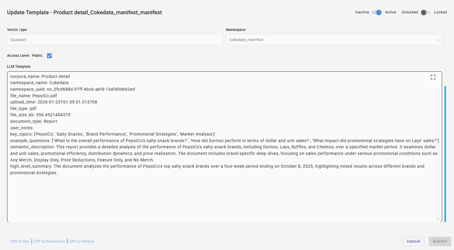 Update Template - Product detail_Cokedata_manifest_manifest
Inactive Active Unlocked Locked
Vector type Namespace
Quadrant Cokedata_manifest
Access Level : Public
LLM Template
corpora_name: Product detail
namespace_name: Cokedata
file_name: PepsiCo.pdf
upload_time: 2026-01-23T01:55:31.013708
file_type: pdf
file_size_kb: 356.4521484375
document_type: Report
user_notes:
key_topics: ['PepsiCo', 'Salty Snacks', 'Brand Performance', 'Promotional Strategies', 'Market Analysis']
example_questions: ['What is the overall performance of PepsiCo's salty snack brands?', 'How did Doritos perform in terms of dollar and unit sales?', 'What impact did promotional strategies have on Lays' sales?']
semantic_description: This report provides a detailed analysis of the performance of PepsiCo's salty snack brands, including Doritos, Lays, Ruffles, and Cheetos, over a specified market period. It examines dollar
and unit sales, promotional efficiency, distribution dynamics, and price realization. The document includes brand-specific deep dives, focusing on sales performance under various promotional conditions such as
Any Merch, Display Only, Price Reductions, Feature Only, and No Merch.
high_level_summary: The document analyzes the performance of PepsiCo's top salty snack brands over a four-week period ending on October 8, 2023, highlighting mixed results across different brands and
promotional strategies.
Diff to Dev | Diff to Production | Diff to Version
Cancel Submit